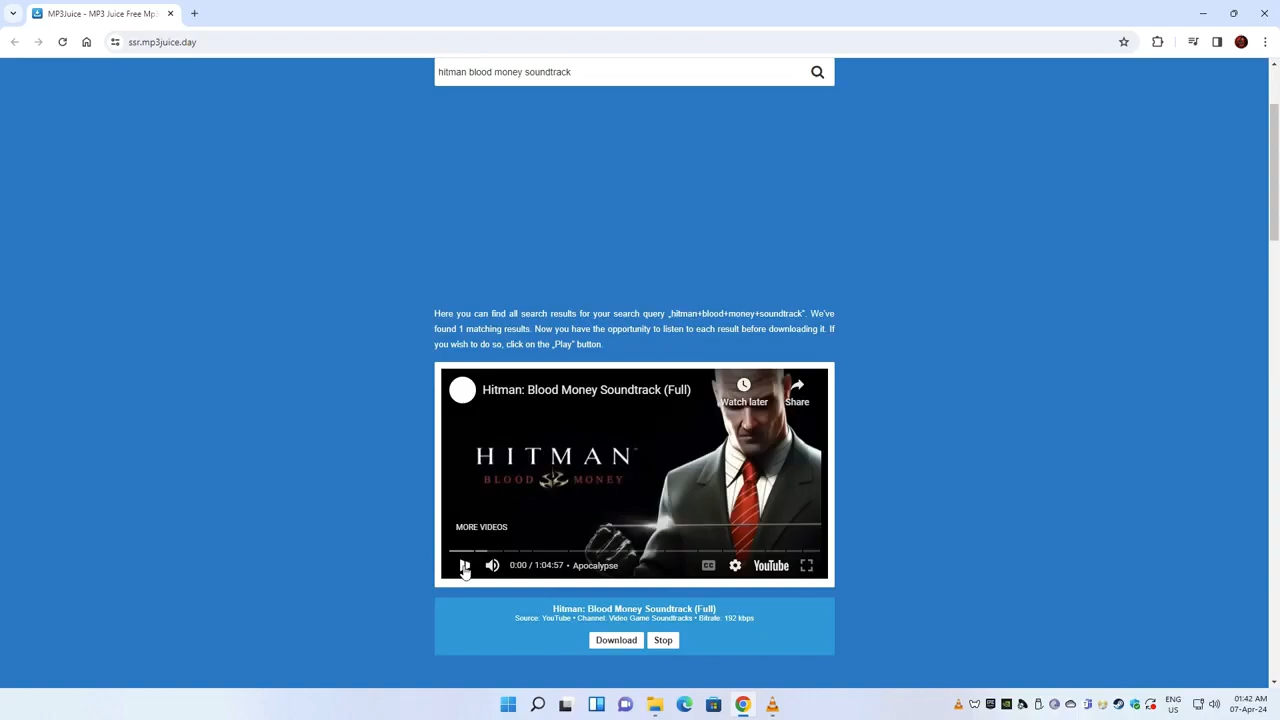 MP3Juice - MP3 Juice Free Mp3
ssr.mp3juice.day
hitman blood money soundtrack
Here you can find all search results for your search query „hitman+blood+money+soundtrack". We've
found 1 matching results. Now you have the opportunity to listen to each result before downloading it. If
you wish to do so, click on the „Play" button.
Hitman: Blood Money Soundtrack (Full)
Watch later
Share
HITMAN
BLOOD MONEY
MORE VIDEOS
0:00 / 1:04:57 • Apocalypse
CC
YouTube
Hitman: Blood Money Soundtrack (Full)
Source: YouTube • Channel: Video Game Soundtracks • Bitrate: 192 kbps
Download
Stop
ENG
US
01:42 AM
07-Apr-24